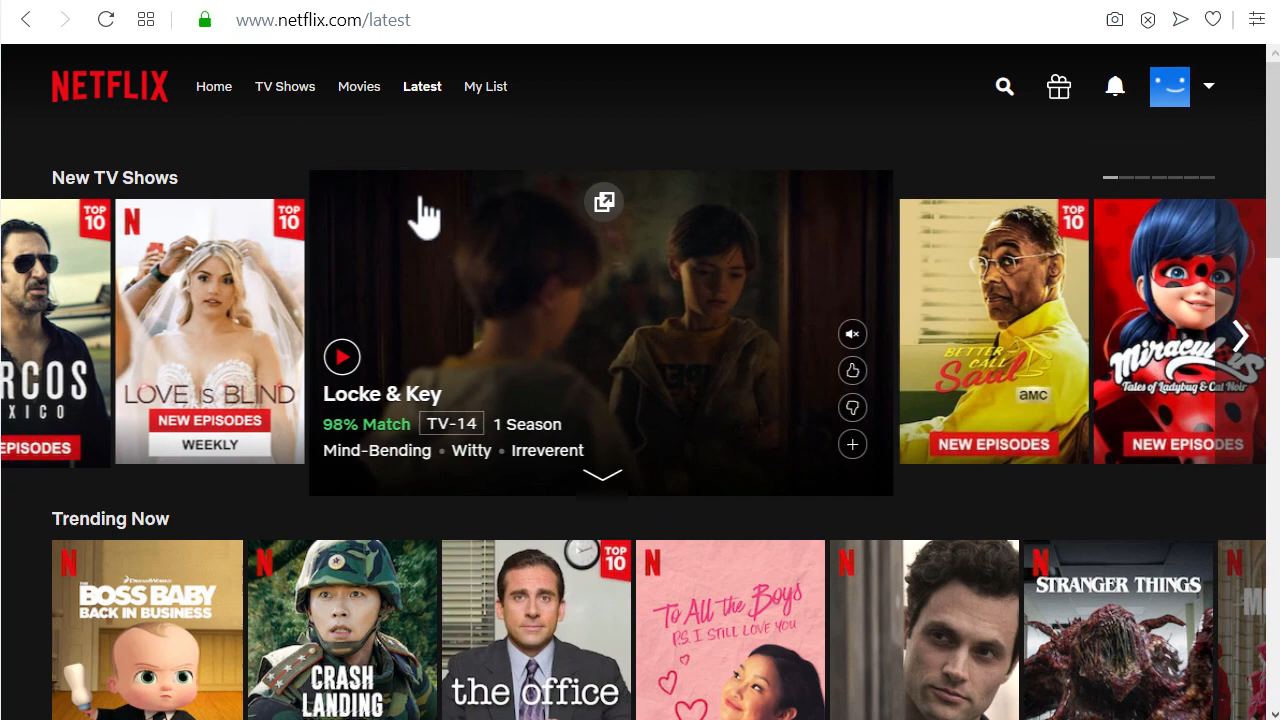 www.netflix.com/latest
NETFLIX
Home TV Shows Movies Latest My List
New TV Shows
RCOS
XICO
EPISODES
TOP 10
N
TOP 10
LOVE IS BLIND
NEW EPISODES
WEEKLY
Locke & Key
98% Match TV-14 1 Season
Mind-Bending • Witty • Irreverent
TOP 10
BETTER CALL
Saul
aMC
NEW EPISODES
Miraculous
Tales of Ladybug & Cat Noir
NEW EPISODES
Trending Now
N
DREAMWORKS
THE
BOSS BABY
BACK IN BUSINESS
N
CRASH
LANDING
TOP 10
the office
N
To All the Boys
P.S. I STILL LOVE YOU
N
N
STRANGER THINGS
N